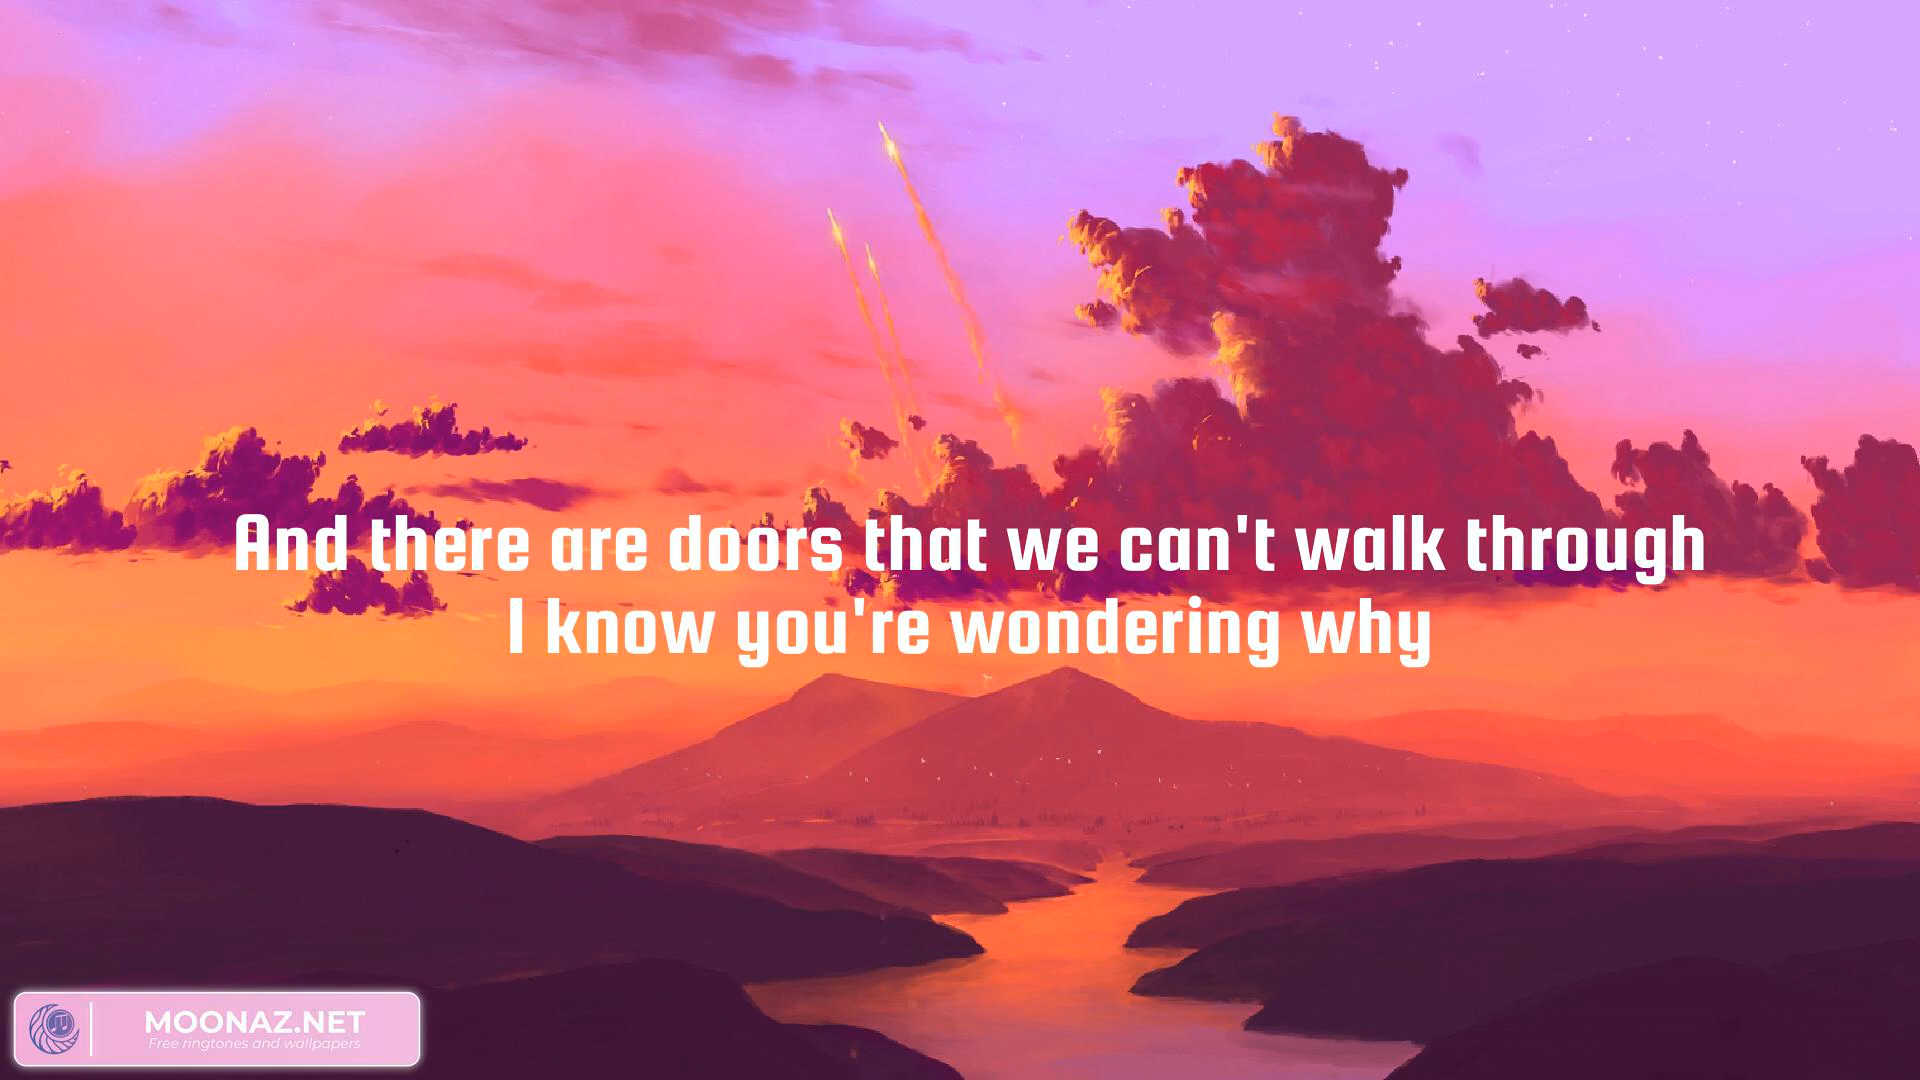 And there are doors that we can't walk through
I know you're wondering why
MOONAZ.NET
Free ringtones and wallpapers